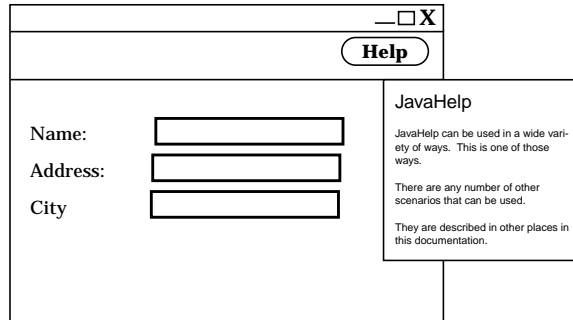 X
Help
JavaHelp
JavaHelp can be used in a wide vari-
ety of ways. This is one of those
ways.
There are any number of other
scenarios that can be used.
They are described in other places in
this documentation.
Name:
Address:
City